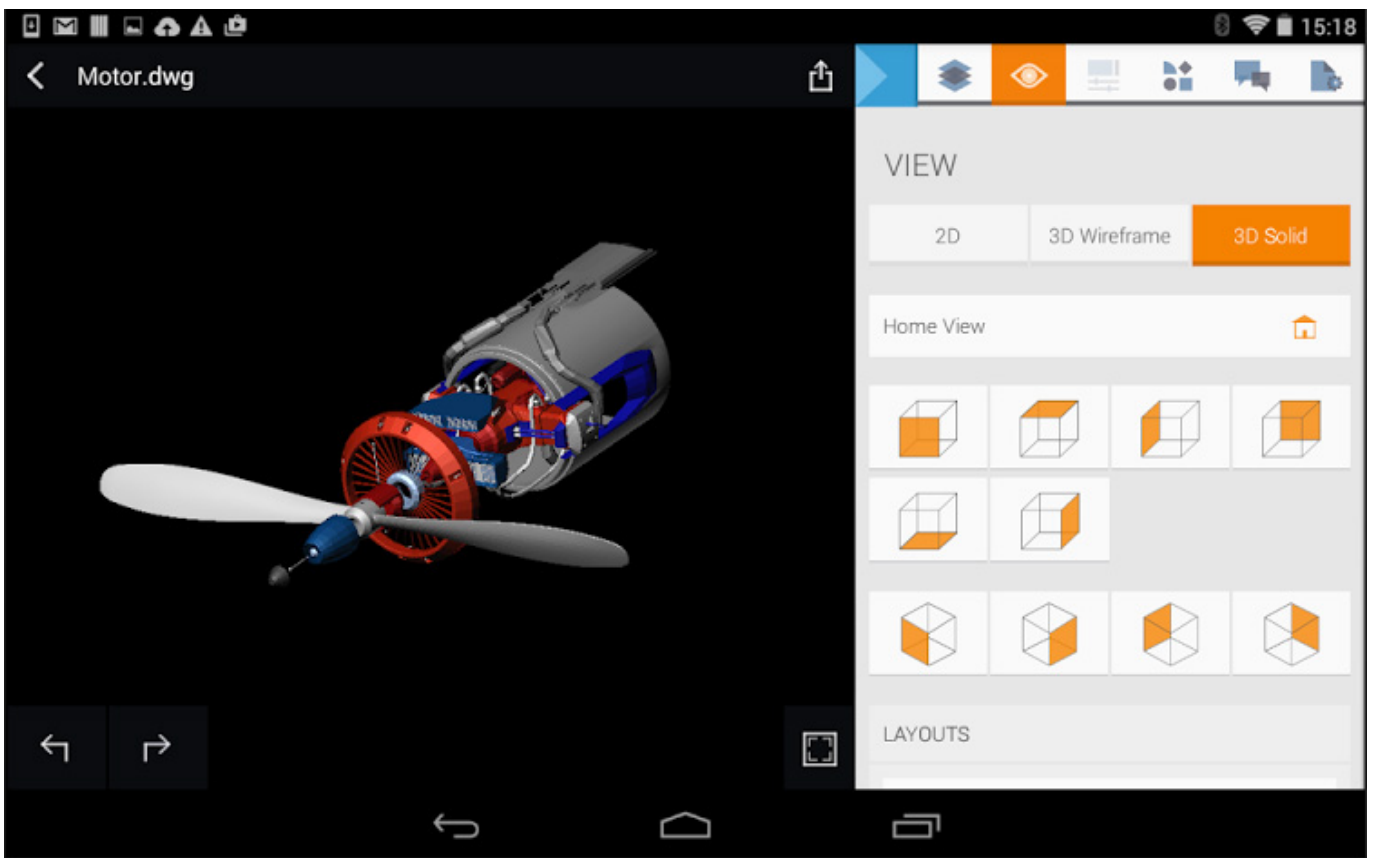 15:18
Motor.dwg
VIEW
2D 3D Wireframe 3D Solid
Home View
LAYOUTS